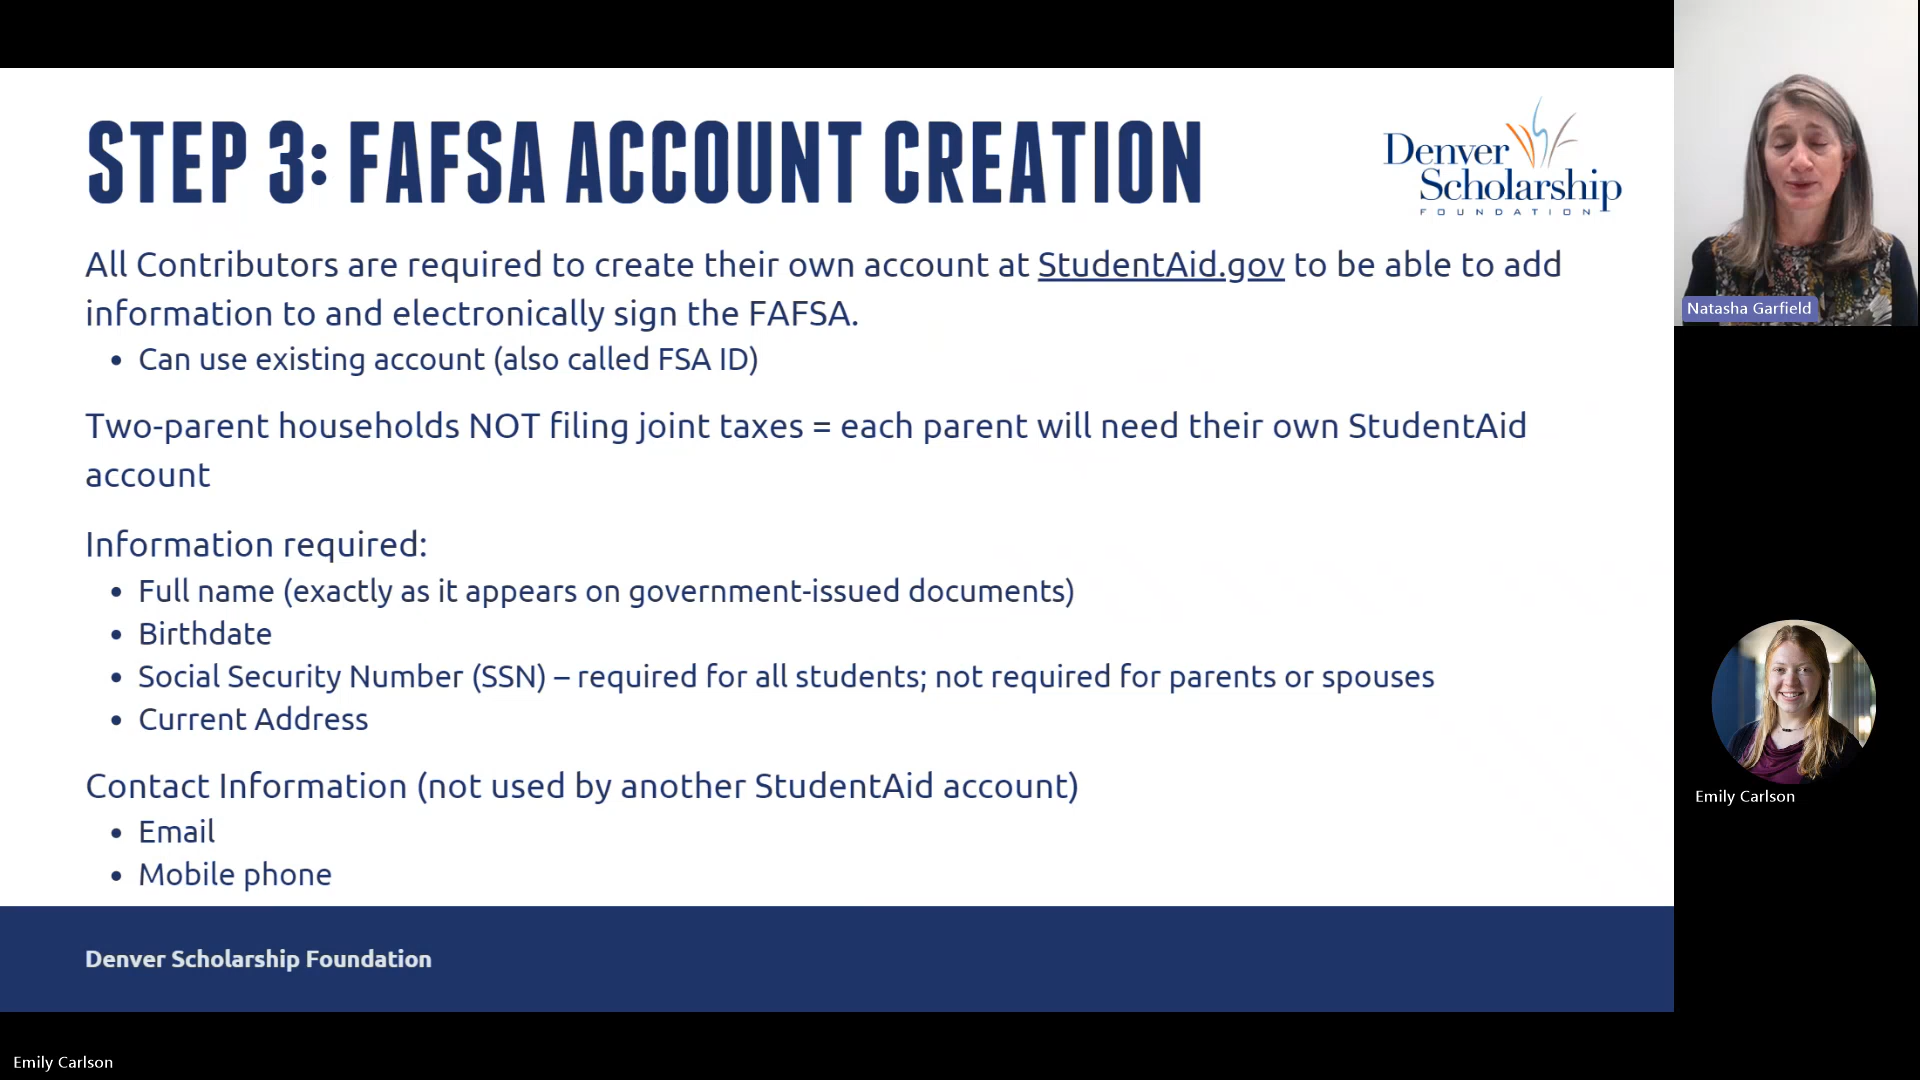 STEP 3: FAFSA ACCOUNT CREATION
Denver
Scholarship
FOUNDATION
All Contributors are required to create their own account at StudentAid.gov to be able to add
information to and electronically sign the FAFSA.
• Can use existing account (also called FSA ID)
Two-parent households NOT filing joint taxes = each parent will need their own StudentAid
account
Information required:
• Full name (exactly as it appears on government-issued documents)
• Birthdate
• Social Security Number (SSN) – required for all students; not required for parents or spouses
• Current Address
Contact Information (not used by another StudentAid account)
• Email
• Mobile phone
Denver Scholarship Foundation
Natasha Garfield
Emily Carlson
Emily Carlson